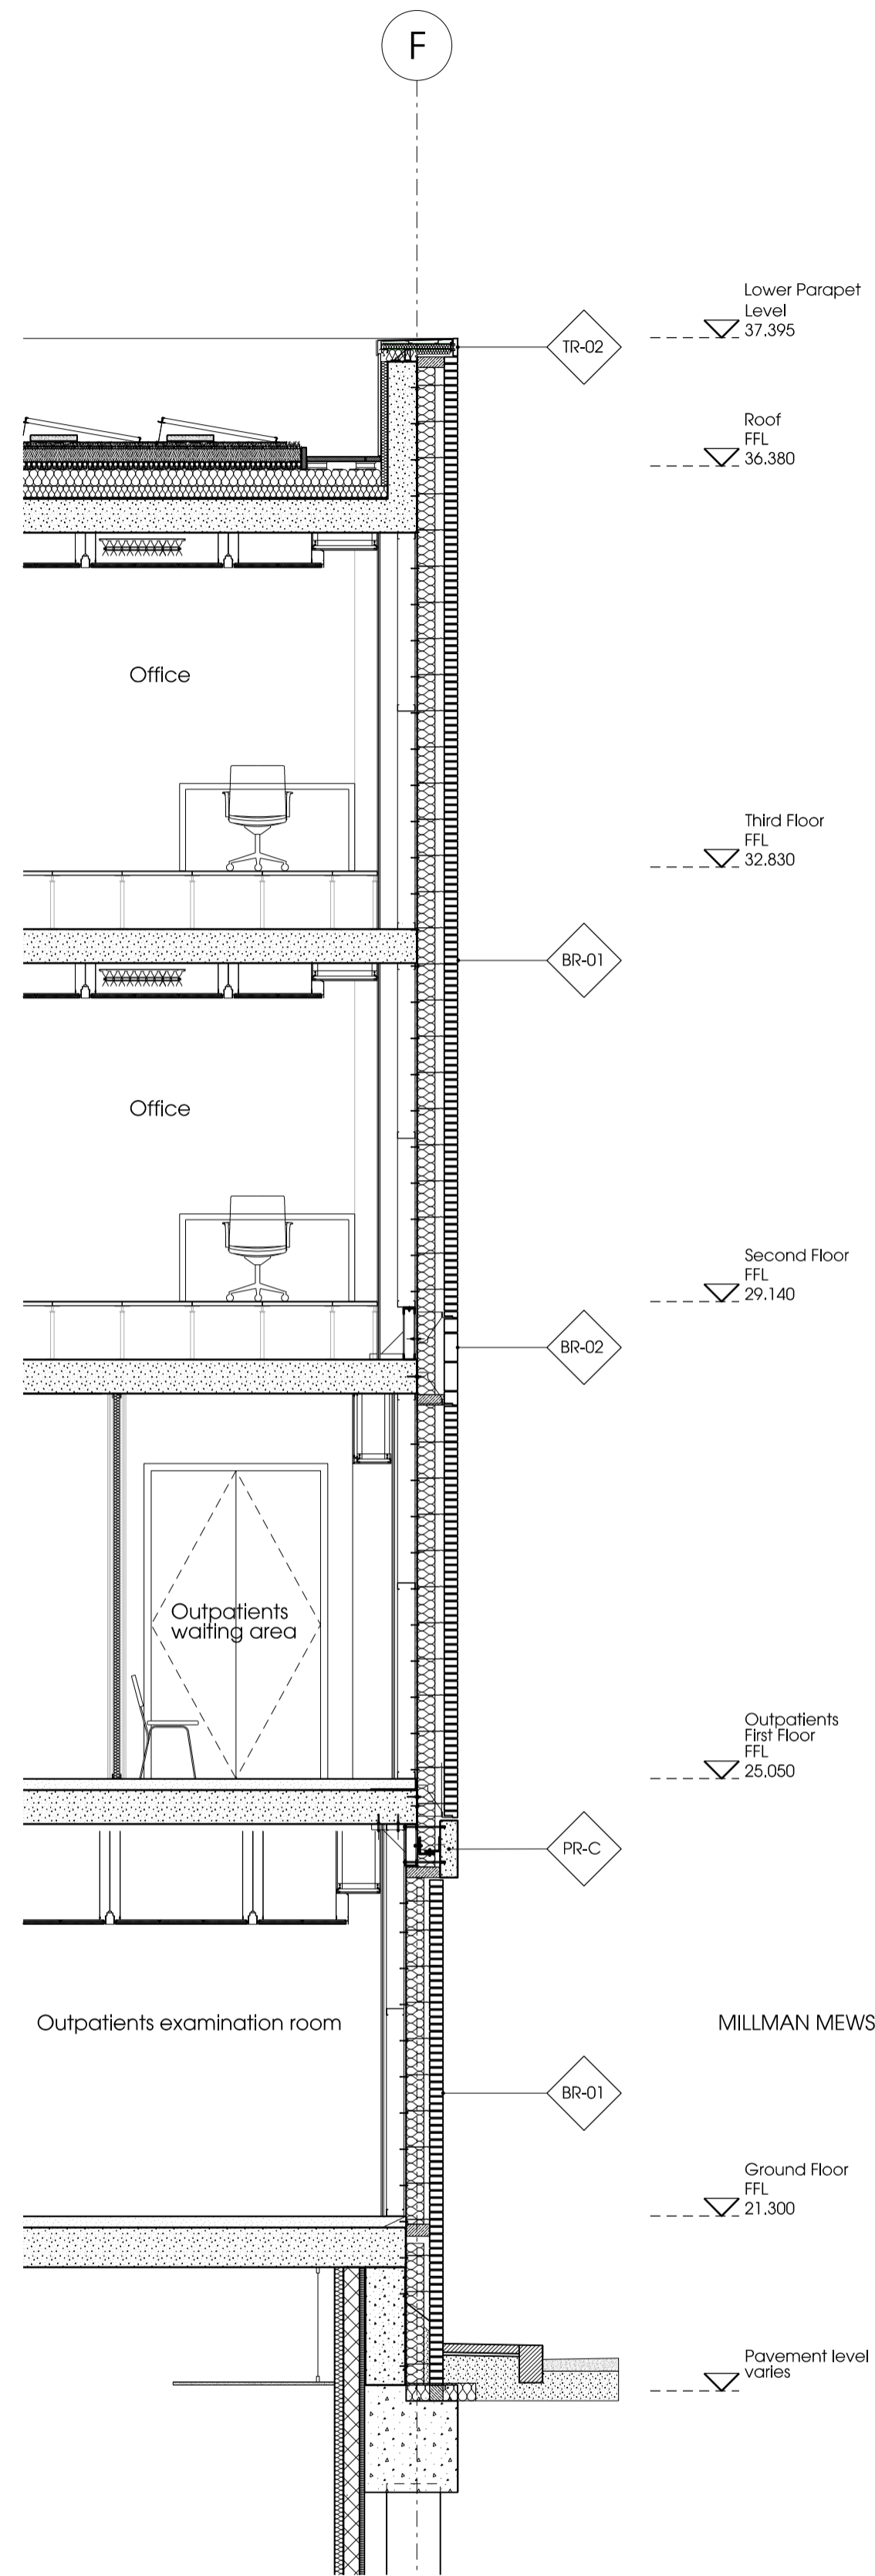 F
Lower Parapet
Level
37.395
TR-02
Roof
FFL
36.380
Office
Third Floor
FFL
32.830
BR-01
Office
Second Floor
FFL
29.140
BR-02
Outpatients
waiting area
Outpatients
First Floor
FFL
25.050
PR-C
Outpatients examination room
MILLMAN MEWS
BR-01
Ground Floor
FFL
21.300
Pavement level
varies